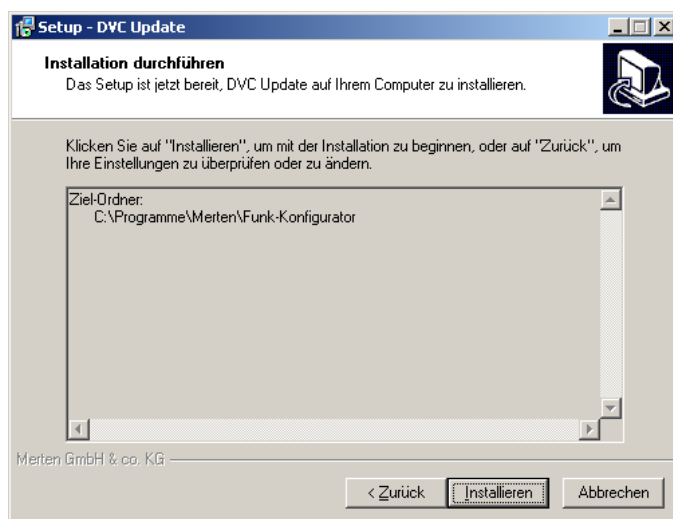 Setup - DVC Update
Installation durchführen
Das Setup ist jetzt bereit, DVC Update auf Ihrem Computer zu installieren.
Klicken Sie auf "Installieren", um mit der Installation zu beginnen, oder auf "Zurück", um
Ihre Einstellungen zu überprüfen oder zu ändern.
Ziel-Ordner:
C:\Programme\Merten\Funk-Konfigurator
Merten GmbH & co. KG
< Zurück Installieren Abbrechen